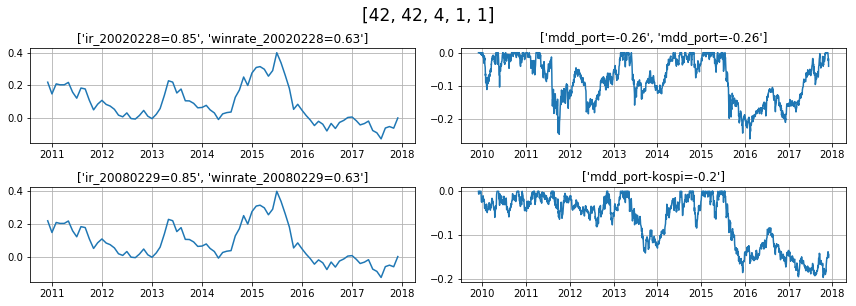 [42, 42, 4, 1, 1]
['ir_20020228=0.85', 'winrate_20020228=0.63']
0.4
0.2
0.0
2011 2012 2013 2014 2015 2016 2017 2018
['mdd_port=-0.26', 'mdd_port=-0.26']
0.0
−0.1
−0.2
2010 2011 2012 2013 2014 2015 2016 2017 2018
['ir_20080229=0.85', 'winrate_20080229=0.63']
0.4
0.2
0.0
2011 2012 2013 2014 2015 2016 2017 2018
['mdd_port-kospi=-0.2']
0.0
−0.1
−0.2
2010 2011 2012 2013 2014 2015 2016 2017 2018